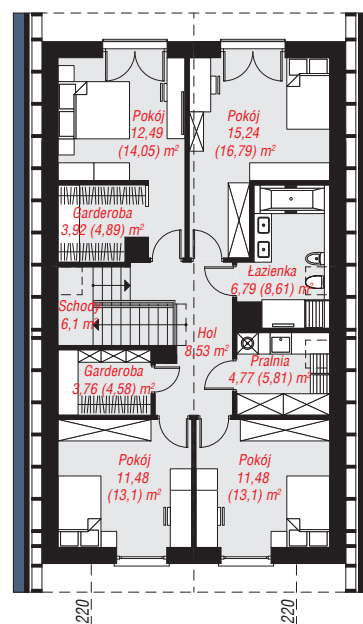 Pokój
12,49
(14,05) m²
Pokój
15,24
(16,79) m²
Garderoba
3,92 (4,89) m²
Łazienka
6,79 (8,61) m²
Schody
6,1 m²
Hol
8,53 m²
Pralnia
4,77 (5,81) m²
Garderoba
3,76 (4,58) m²
Pokój
11,48
(13,1) m²
Pokój
11,48
(13,1) m²
220
220